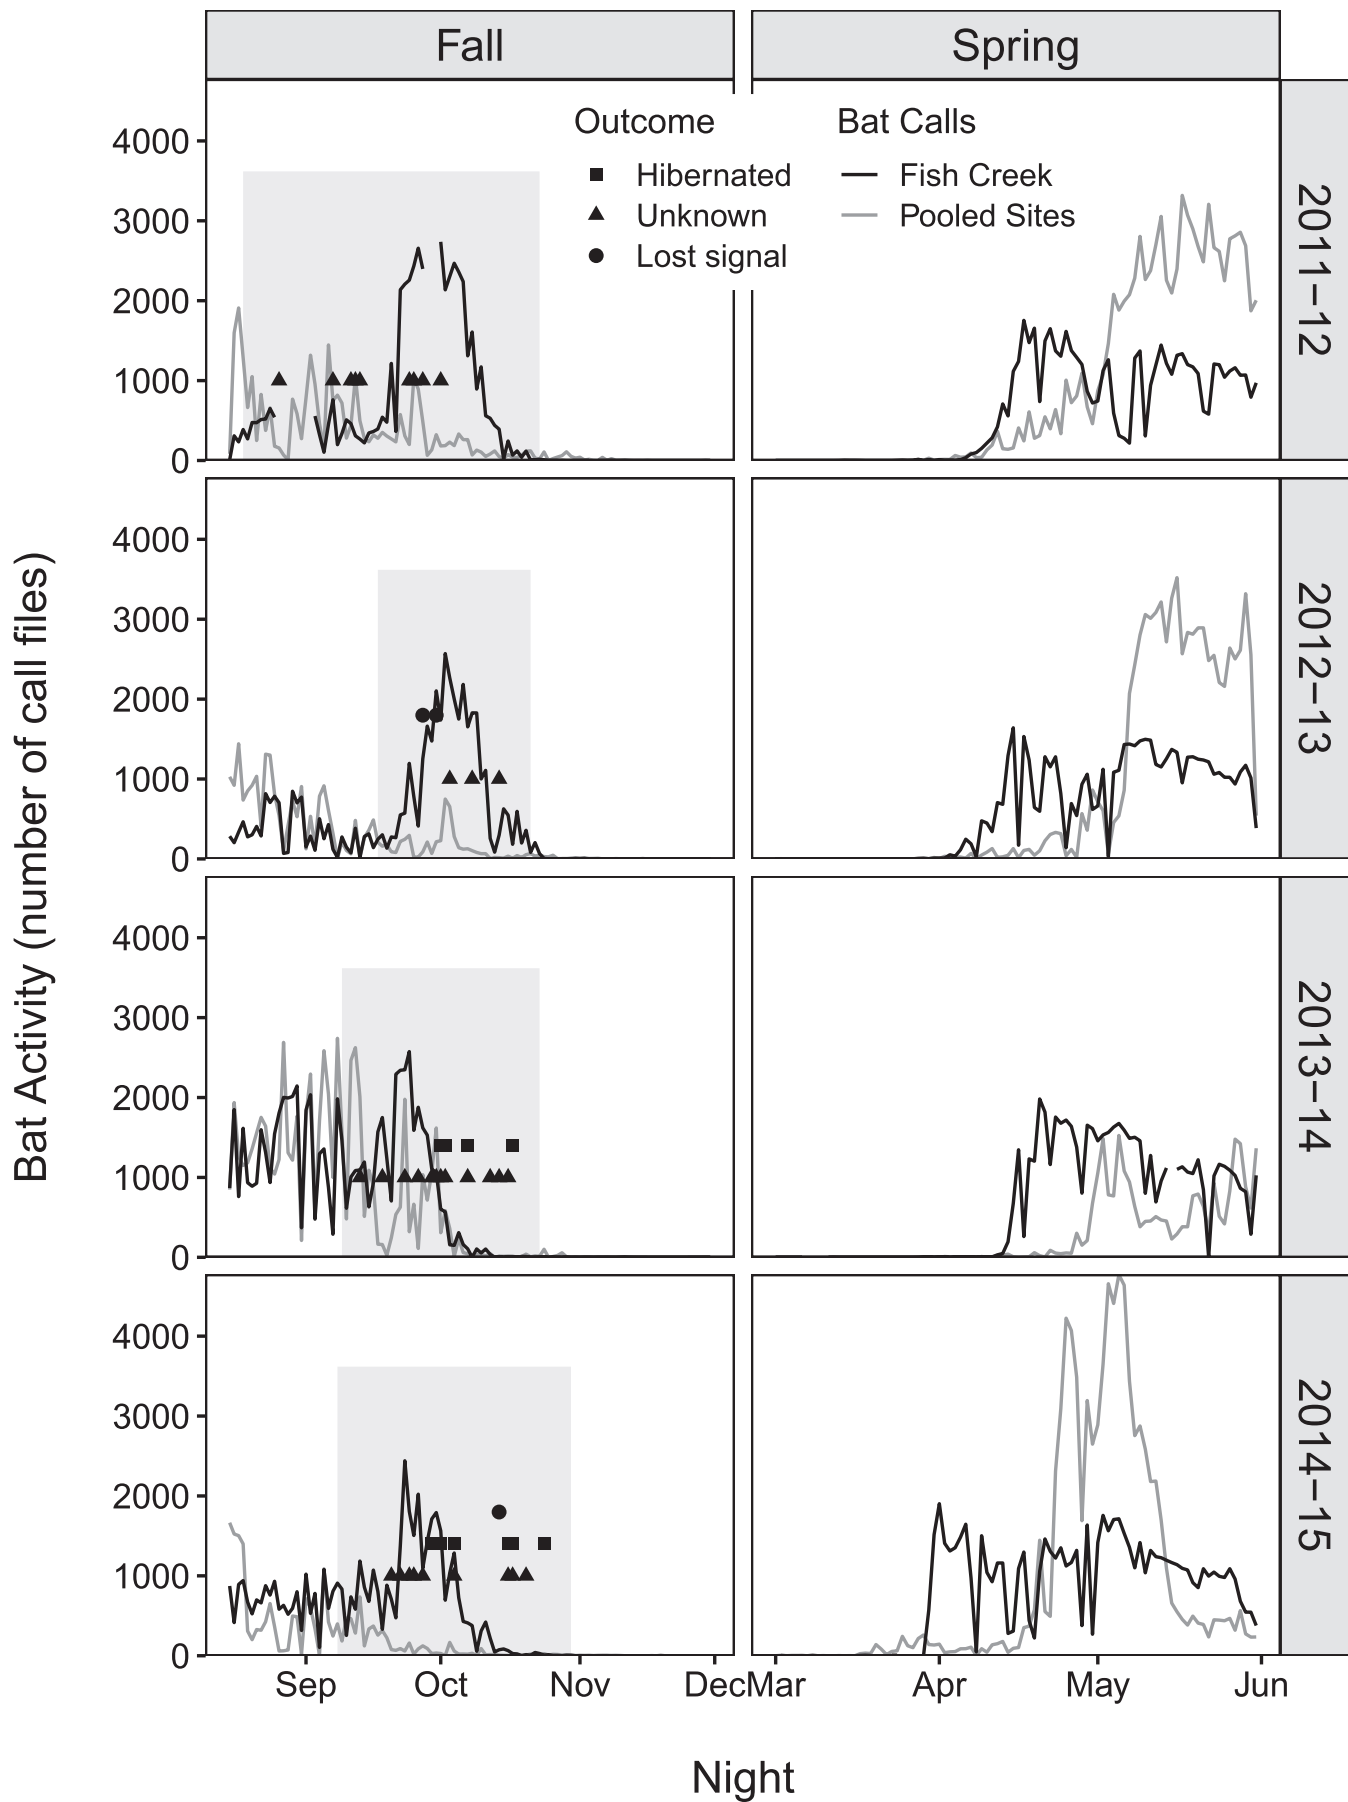 Fall
Spring
Outcome
Hibernated
Unknown
Lost signal
Bat Calls
Fish Creek
Pooled Sites
4000
3000
2000
1000
0
2011–12
4000
3000
2000
1000
0
2012–13
4000
3000
2000
1000
0
2013–14
4000
3000
2000
1000
0
2014–15
Bat Activity (number of call files)
Sep Oct Nov Dec Mar Apr May Jun
Night